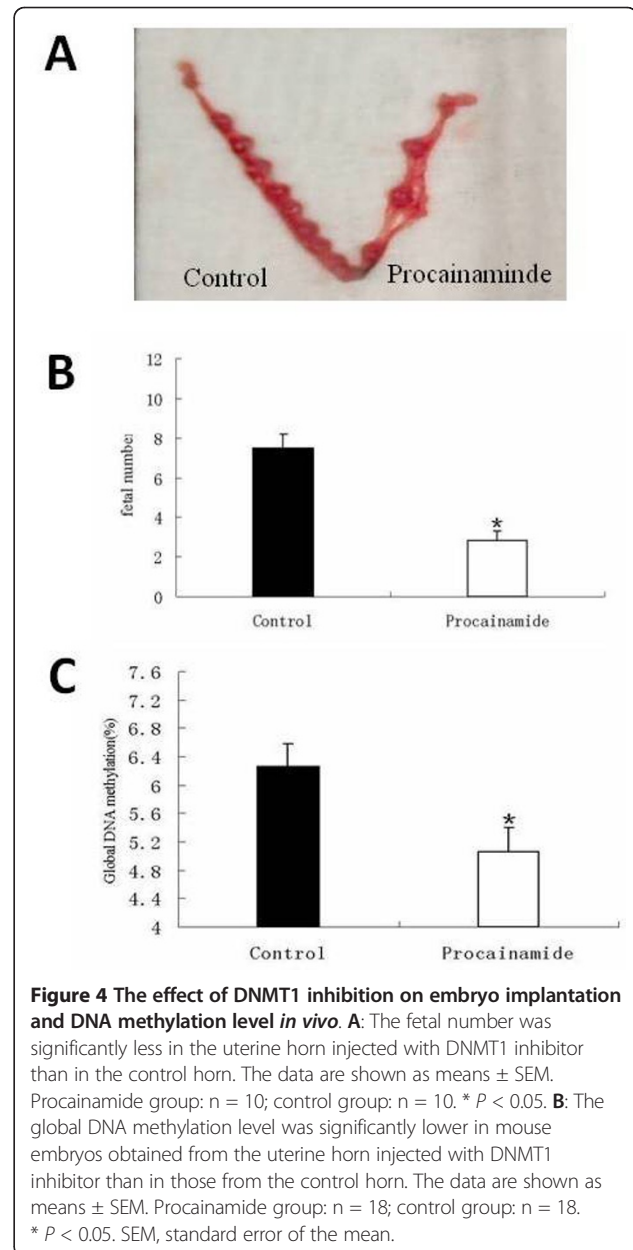 A
Control
Procainaminde
B
12
10
8
6
4
2
0
fetal number
*
Control
Procainamide
C
7.6
7.2
6.8
6.4
6
5.6
5.2
4.8
4.4
4
Global DNA methylation(%)
*
Control
Procainamide
Figure 4 The effect of DNMT1 inhibition on embryo implantation
and DNA methylation level in vivo. A: The fetal number was
significantly less in the uterine horn injected with DNMT1 inhibitor
than in the control horn. The data are shown as means ± SEM.
Procainamide group: n = 10; control group: n = 10. * P < 0.05. B: The
global DNA methylation level was significantly lower in mouse
embryos obtained from the uterine horn injected with DNMT1
inhibitor than in those from the control horn. The data are shown as
means ± SEM. Procainamide group: n = 18; control group: n = 18.
* P < 0.05. SEM, standard error of the mean.